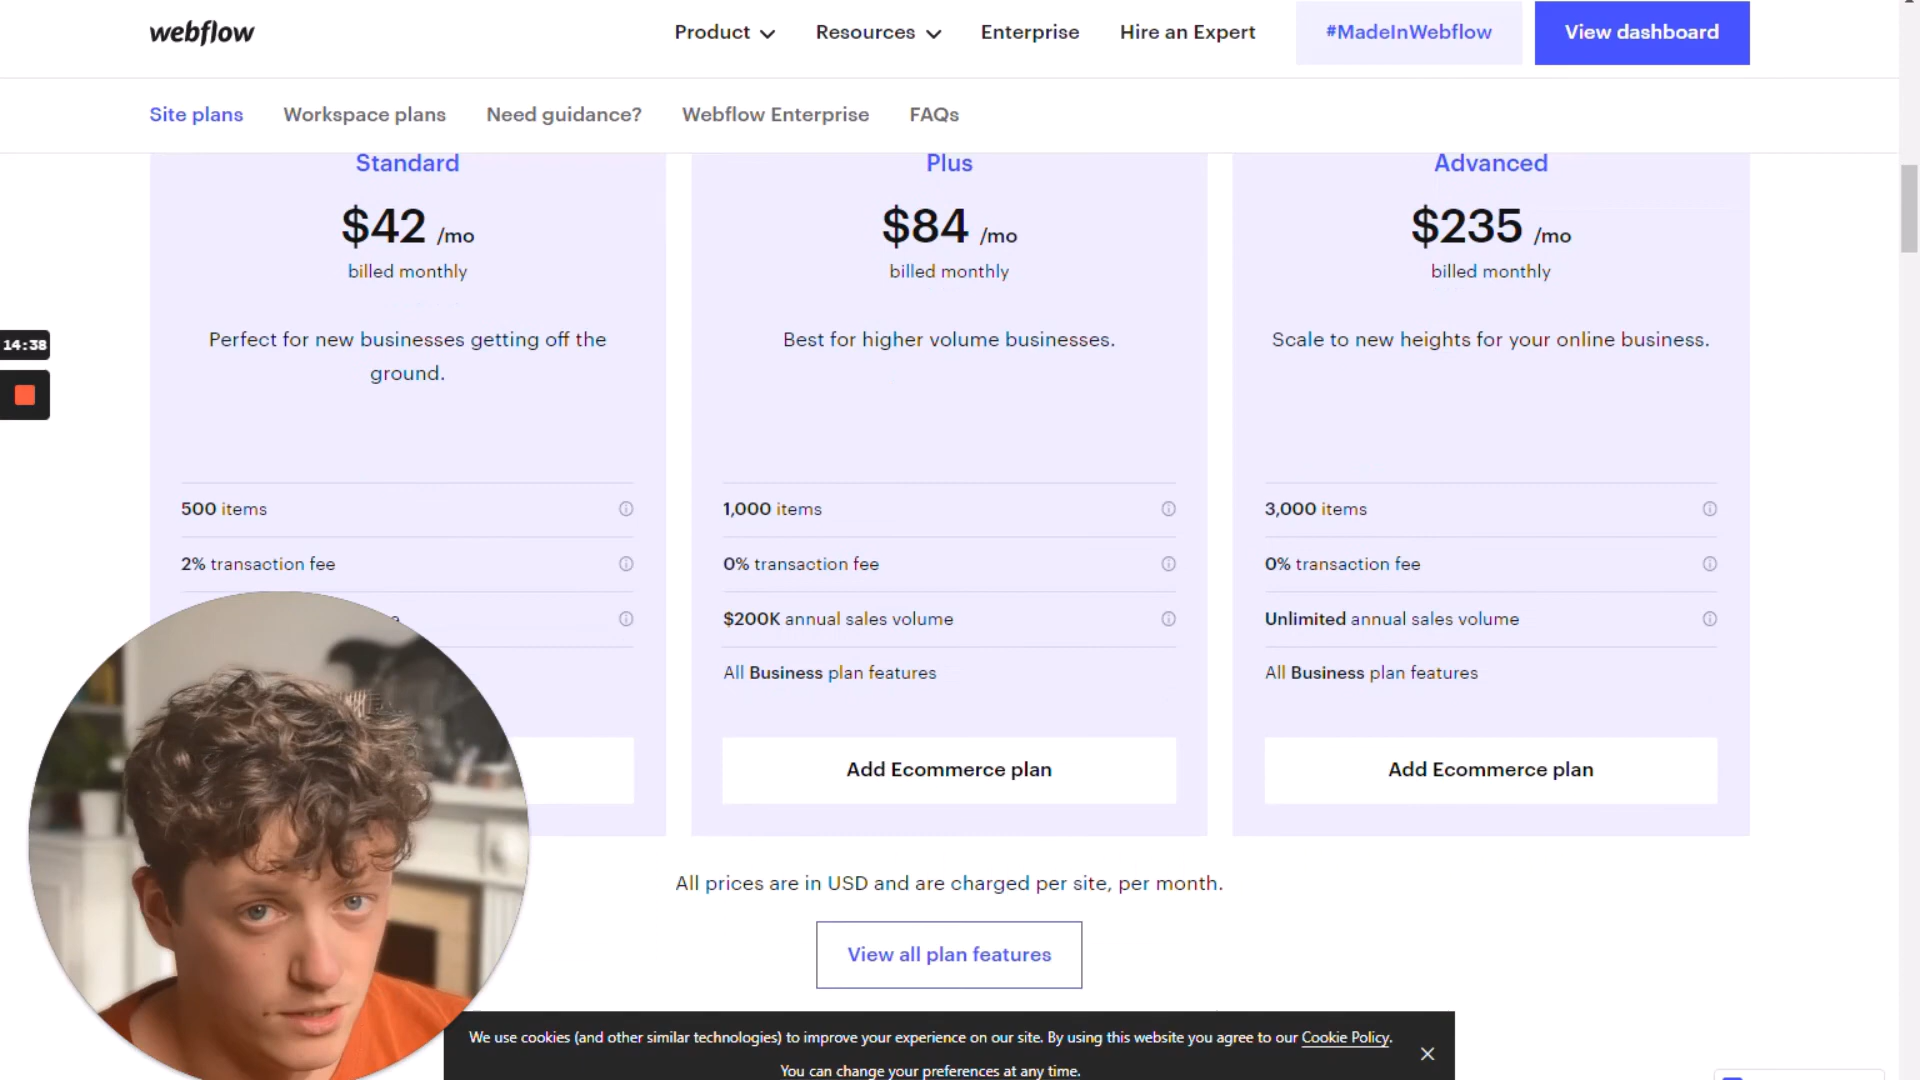 webflow
Product
Resources
Enterprise
Hire an Expert
#MadeInWebflow
View dashboard
Site plans
Workspace plans
Need guidance?
Webflow Enterprise
FAQs
Standard
$42 /mo
billed monthly
Perfect for new businesses getting off the
ground.
500 items
2% transaction fee
Plus
$84 /mo
billed monthly
Best for higher volume businesses.
1,000 items
0% transaction fee
$200K annual sales volume
All Business plan features
Add Ecommerce plan
Advanced
$235 /mo
billed monthly
Scale to new heights for your online business.
3,000 items
0% transaction fee
Unlimited annual sales volume
All Business plan features
Add Ecommerce plan
14:38
All prices are in USD and are charged per site, per month.
View all plan features
We use cookies (and other similar technologies) to improve your experience on our site. By using this website you agree to our Cookie Policy.
You can change your preferences at any time.